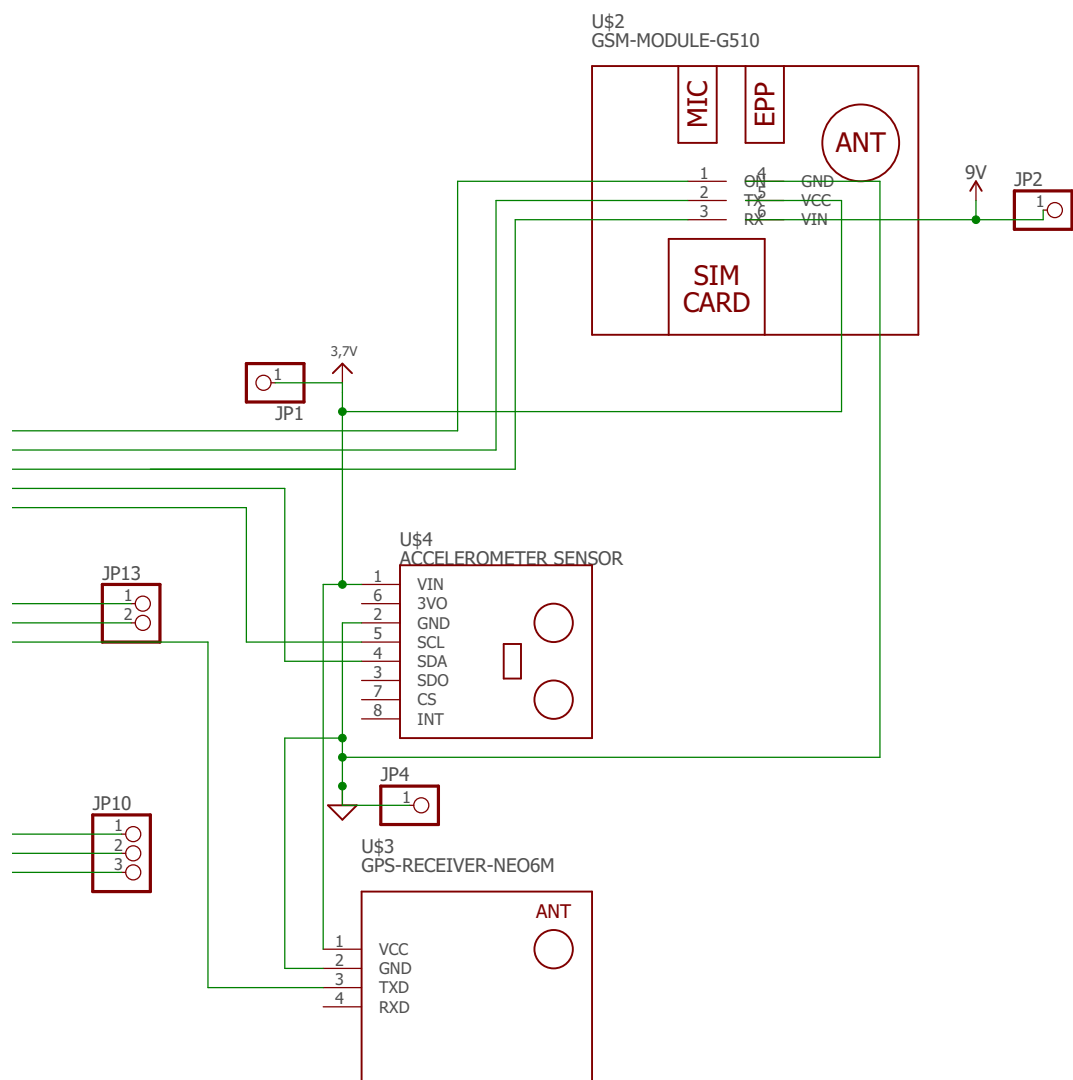 U$2
GSM-MODULE-G510
MIC
EPP
ANT
1 ON 4 GND
2 TX 5 VCC
3 RX 6 VIN
9V
JP2
1
SIM
CARD
3,7V
1
JP1
U$4
ACCELEROMETER SENSOR
1 VIN
6 3VO
2 GND
5 SCL
4 SDA
3 SDO
7 CS
8 INT
JP13
1
2
JP4
1
JP10
1
2
3
U$3
GPS-RECEIVER-NEO6M
ANT
1 VCC
2 GND
3 TXD
4 RXD